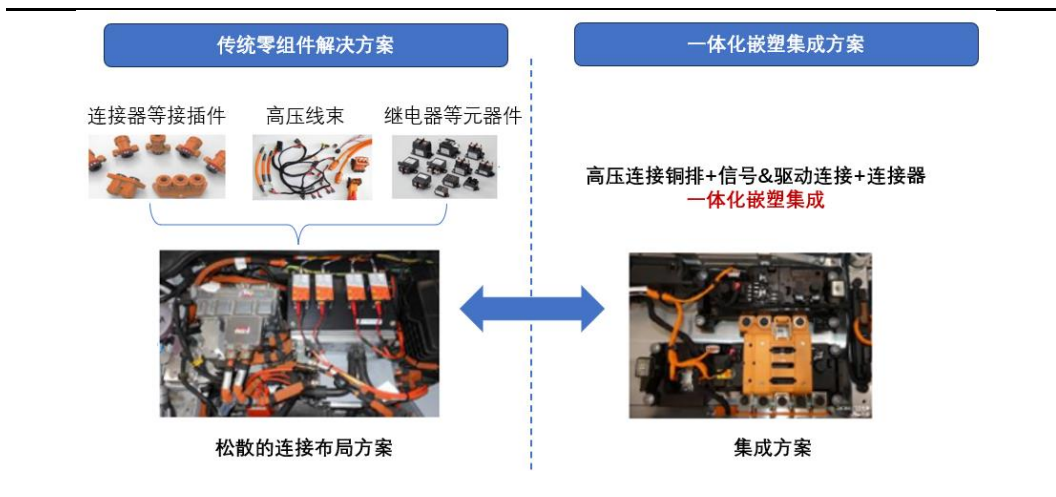 传统零组件解决方案
一体化嵌塑集成方案
连接器等接插件
高压线束
继电器等元器件
高压连接铜排+信号&驱动连接+连接器
一体化嵌塑集成
松散的连接布局方案
集成方案